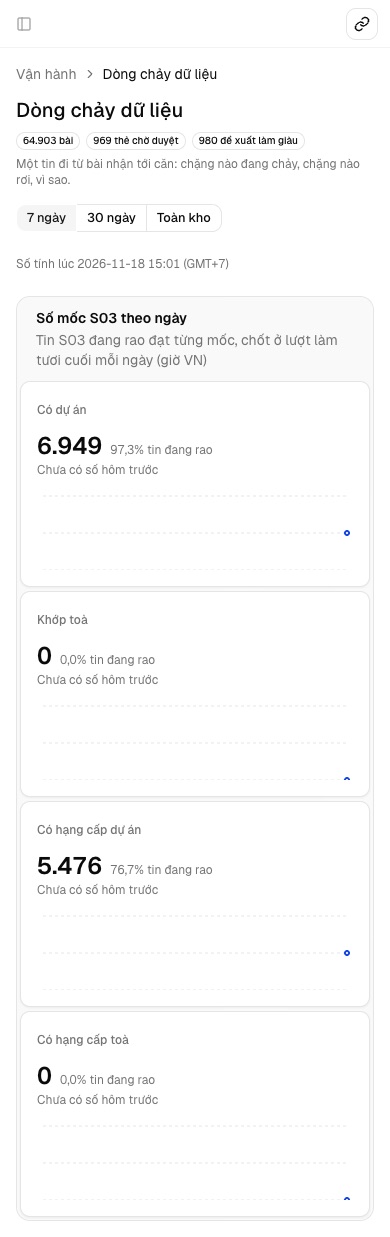 Vận hành > Dòng chảy dữ liệu
Dòng chảy dữ liệu
64.903 bài 969 thẻ chờ duyệt 980 đề xuất làm giàu
Một tin đi từ bài nhận tới căn: chặng nào đang chảy, chặng nào
rơi, vì sao.
7 ngày 30 ngày Toàn kho
Số tính lúc 2026-11-18 15:01 (GMT+7)
Số mốc S03 theo ngày
Tin S03 đang rao đạt từng mốc, chốt ở lượt làm
tươi cuối mỗi ngày (giờ VN)
Có dự án
6.949 97,3% tin đang rao
Chưa có số hôm trước
Khớp toà
0 0,0% tin đang rao
Chưa có số hôm trước
Có hạng cấp dự án
5.476 76,7% tin đang rao
Chưa có số hôm trước
Có hạng cấp toà
0 0,0% tin đang rao
Chưa có số hôm trước